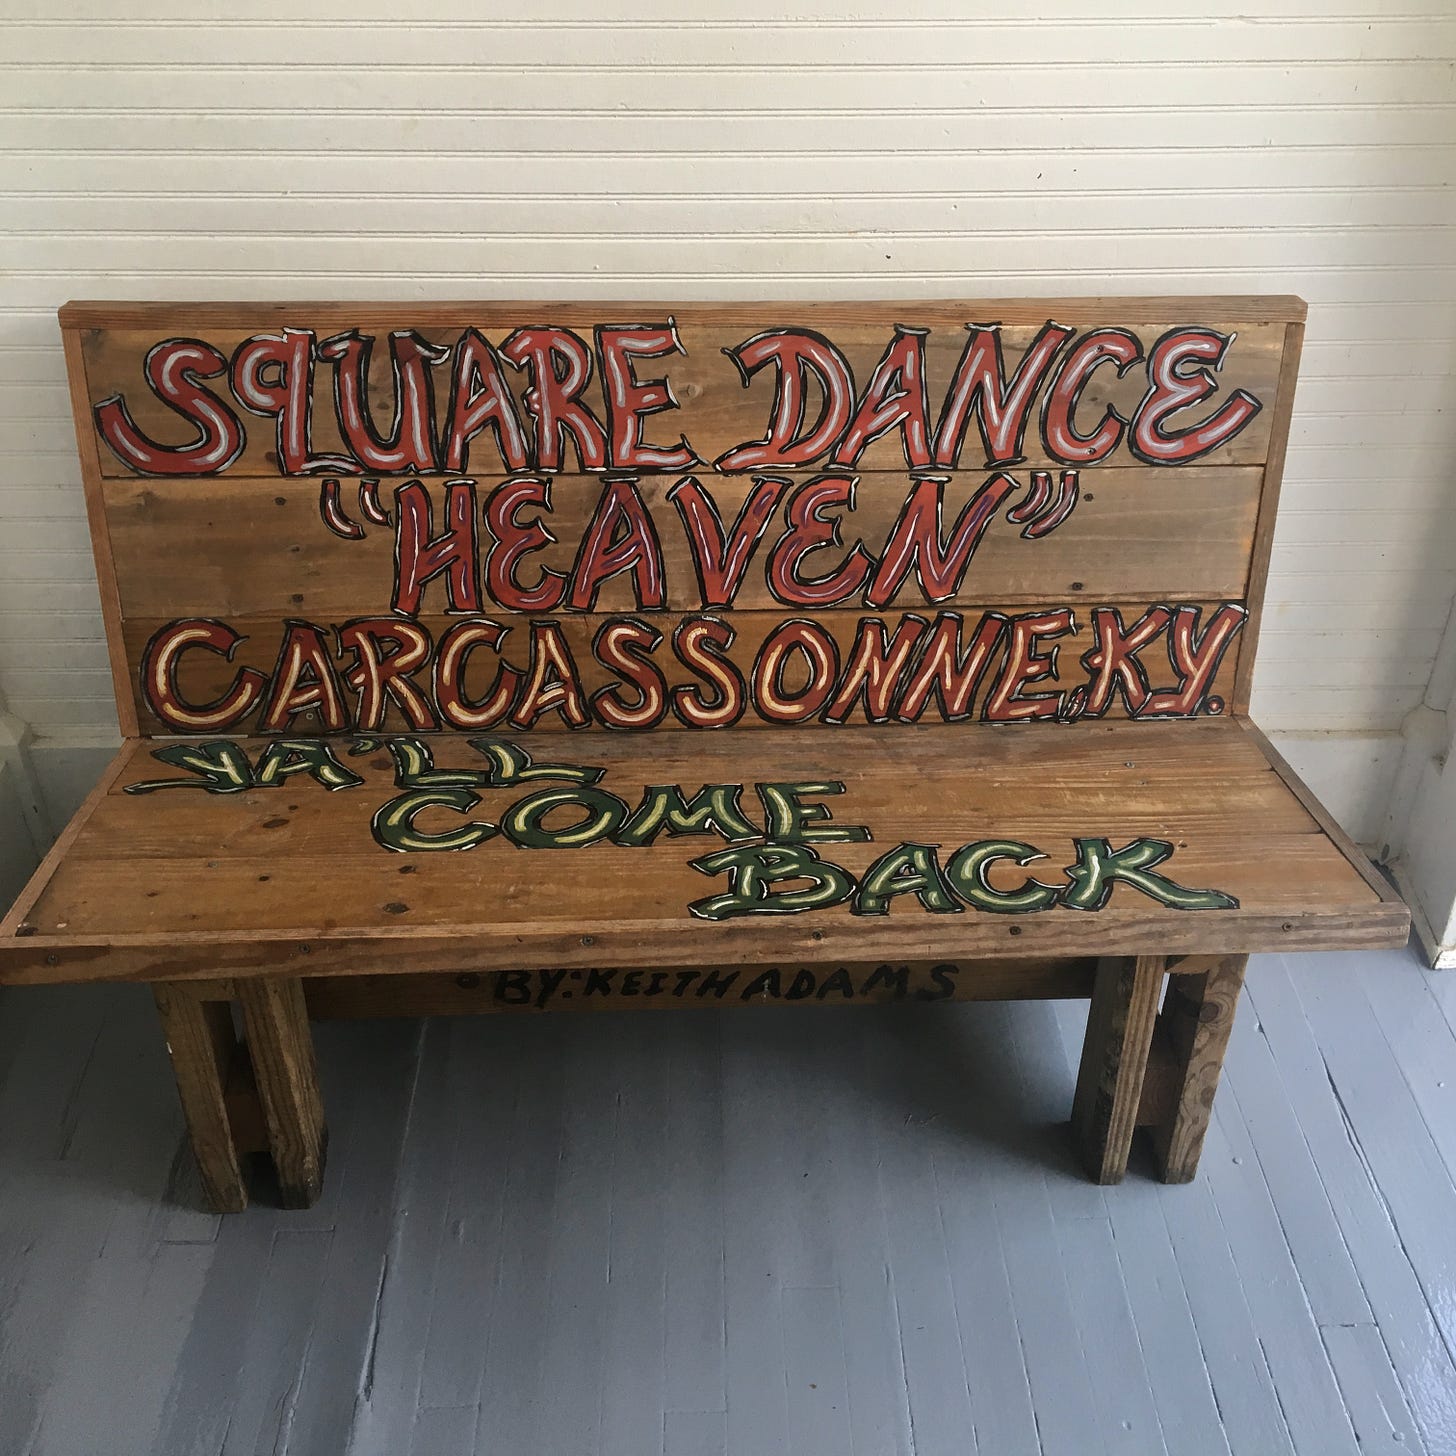 SQUARE DANCE
"HEAVEN"
CARCASSONNE, KY.
YA'LL
COME
BACK
BY: KEITH ADAMS